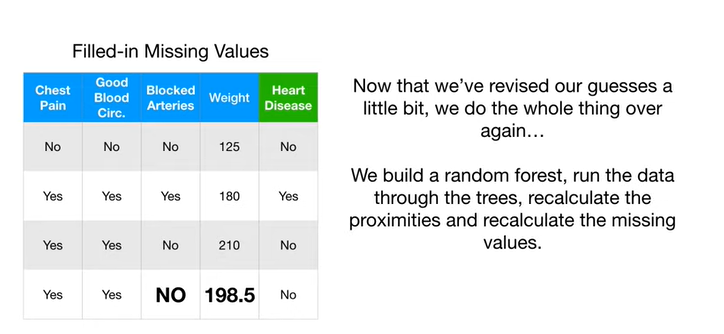 Filled-in Missing Values
Chest Pain Good Blood Circ. Blocked Arteries Weight Heart Disease
No No No 125 No
Yes Yes Yes 180 Yes
Yes Yes No 210 No
Yes Yes NO 198.5 No
Now that we've revised our guesses a
little bit, we do the whole thing over
again…
We build a random forest, run the data
through the trees, recalculate the
proximities and recalculate the missing
values.